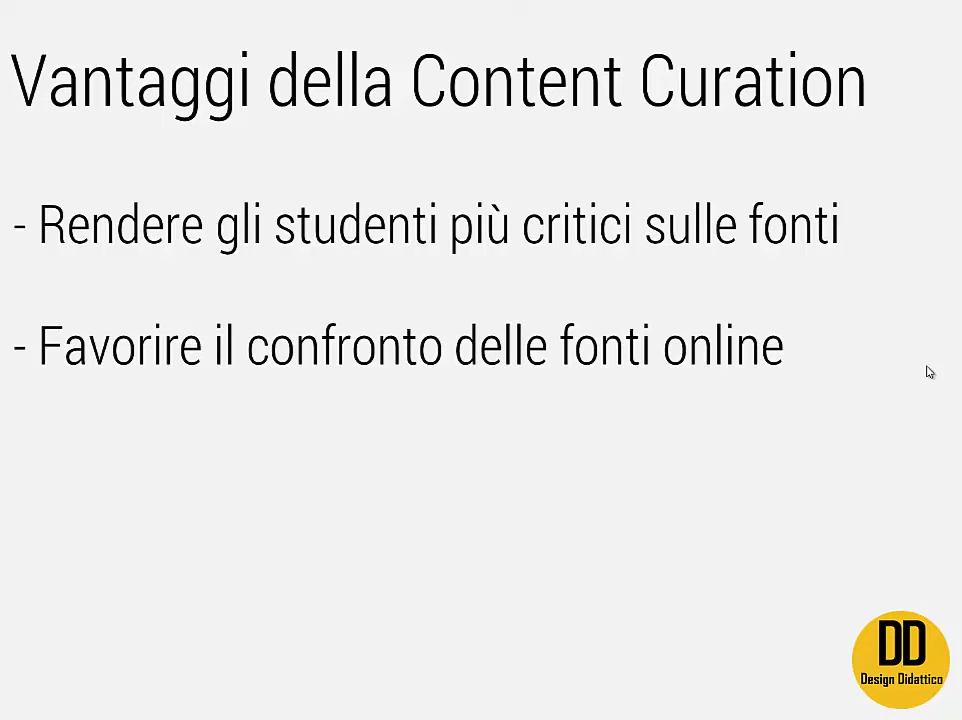 Vantaggi della Content Curation
- Rendere gli studenti più critici sulle fonti
- Favorire il confronto delle fonti online
DD
Design Didattico